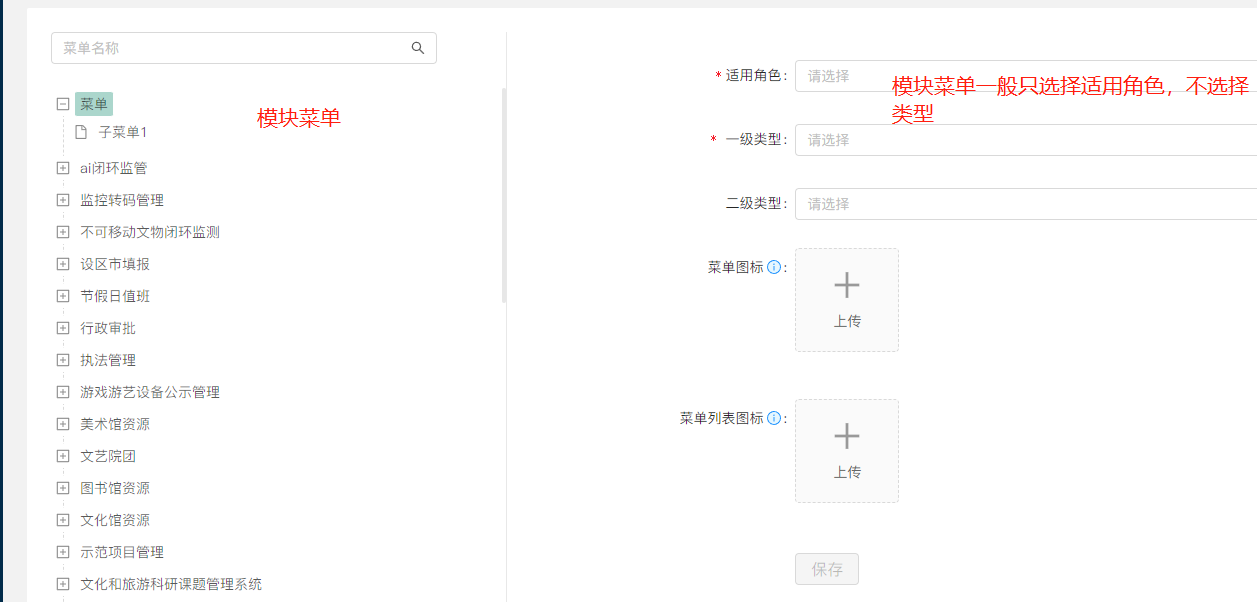 菜单名称
菜单
子菜单1
ai闭环监管
监控转码管理
不可移动文物闭环监测
设区市填报
节假日值班
行政审批
执法管理
游戏游艺设备公示管理
美术馆资源
文艺院团
图书馆资源
文化馆资源
示范项目管理
文化和旅游科研课题管理系统
模块菜单
* 适用角色: 请选择
模块菜单一般只选择适用角色，不选择
类型
* 一级类型: 请选择
二级类型: 请选择
菜单图标 :
上传
菜单列表图标 :
上传
保存